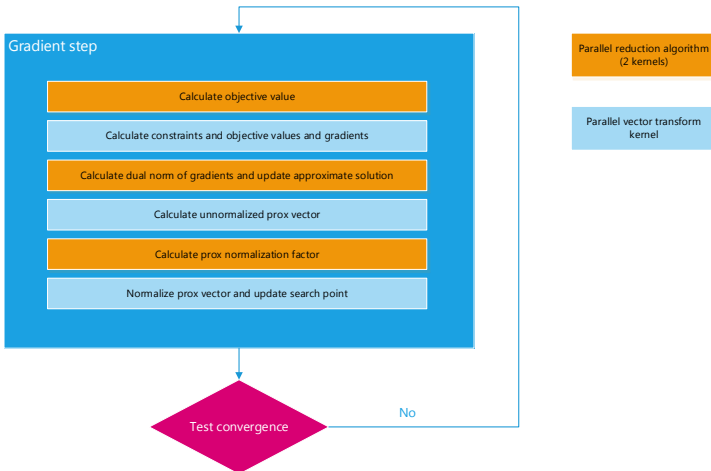 Gradient step
Calculate objective value
Calculate constraints and objective values and gradients
Calculate dual norm of gradients and update approximate solution
Calculate unnormalized prox vector
Calculate prox normalization factor
Normalize prox vector and update search point
Test convergence
No
Parallel reduction algorithm
(2 kernels)
Parallel vector transform
kernel